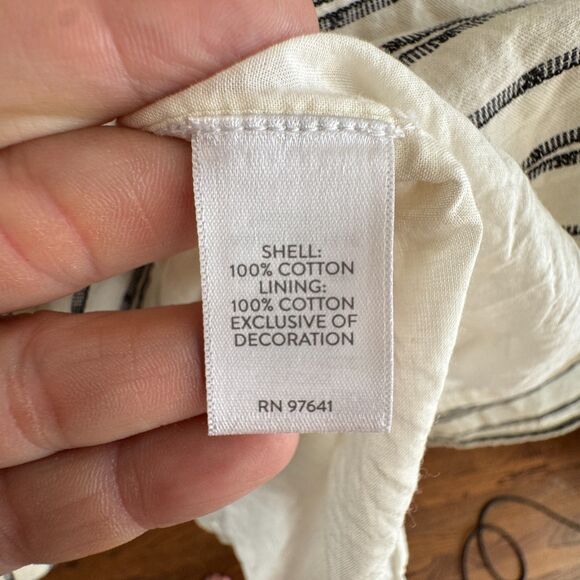 SHELL:
100% COTTON
LINING:
100% COTTON
EXCLUSIVE OF
DECORATION
RN 97641